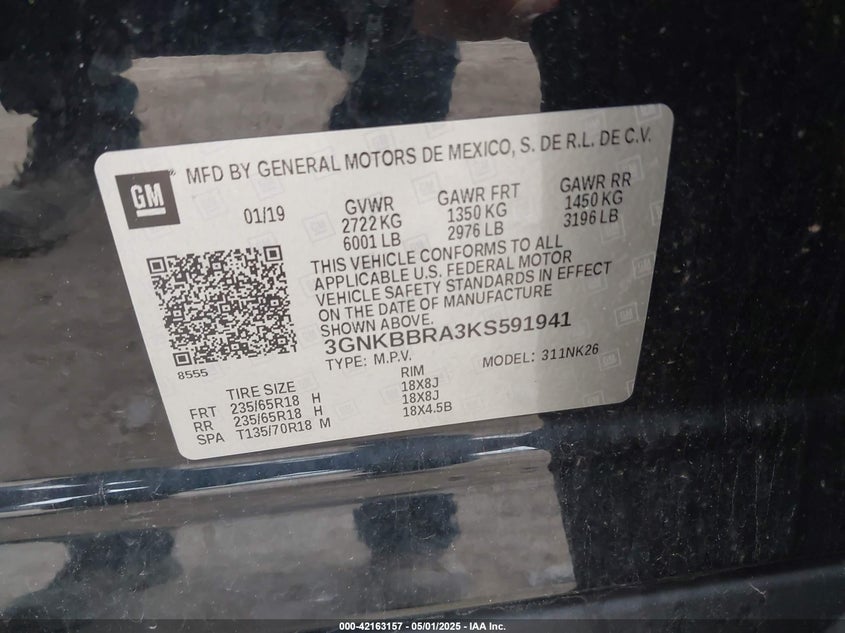 MFD BY GENERAL MOTORS DE MEXICO, S. DE R.L. DE C.V.
GM
01/19
GVWR GAWR FRT GAWR RR
2722 KG 1350 KG 1450 KG
6001 LB 2976 LB 3196 LB
THIS VEHICLE CONFORMS TO ALL
APPLICABLE U.S. FEDERAL MOTOR
VEHICLE SAFETY STANDARDS IN EFFECT
ON THE DATE OF MANUFACTURE
SHOWN ABOVE.
3GNKBBRA3KS591941
TYPE: M.P.V. MODEL: 311NK26
8555
TIRE SIZE RIM
FRT 235/65R18 H 18X8J
RR 235/65R18 H 18X8J
SPA T135/70R18 M 18X4.5B
000-42163157 - 05/01/2025 - IAA Inc.